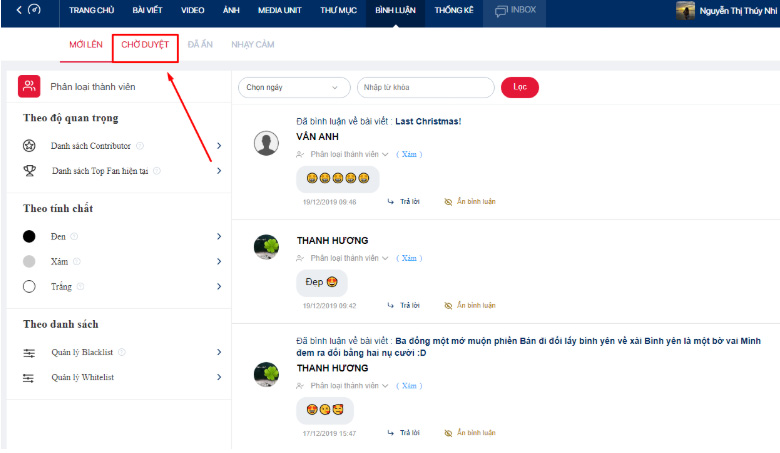 TRANG CHỦ BÀI VIẾT VIDEO ẢNH MEDIA UNIT THƯ MỤC BÌNH LUẬN THỐNG KÊ INBOX Nguyễn Thị Thúy Nhi
MỚI LÊN CHỜ DUYỆT ĐÃ ẨN NHẠY CẢM
Phân loại thành viên
Theo độ quan trọng
Danh sách Contributor
Danh sách Top Fan hiện tại
Theo tính chất
Đen
Xám
Trắng
Theo danh sách
Quản lý Blacklist
Quản lý Whitelist
Chọn ngày Nhập từ khóa Lọc
Đã bình luận về bài viết : Last Christmas!
VÂN ANH
Phân loại thành viên ( Xám )
😄😄😄😄😄
19/12/2019 09:48 Trả lời Ẩn bình luận
THANH HƯƠNG
Phân loại thành viên ( Xám )
Đẹp 😍
19/12/2019 09:42 Trả lời Ẩn bình luận
Đã bình luận về bài viết : Ba đồng một mớ muộn phiền Bán đi đổi lấy bình yên về xài Bình yên là một bờ vai Mình
đem ra đổi bằng hai nụ cười :D
THANH HƯƠNG
Phân loại thành viên ( Xám )
😍😘🥰
17/12/2019 15:47 Trả lời Ẩn bình luận